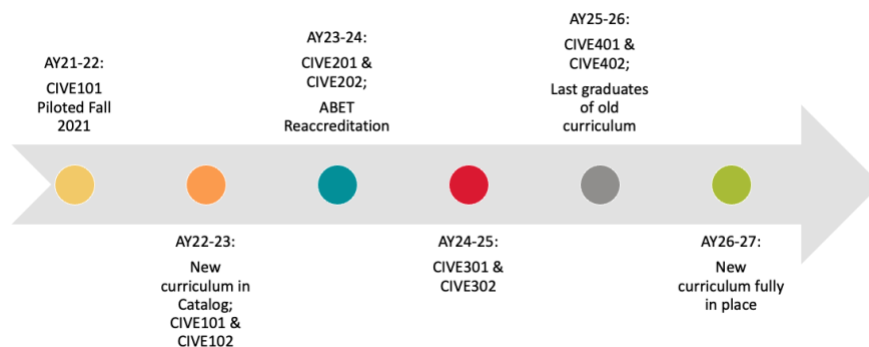 AY21-22:
CIVE101
Piloted Fall
2021
AY22-23:
New
curriculum in
Catalog;
CIVE101 &
CIVE102
AY23-24:
CIVE201 &
CIVE202;
ABET
Reaccreditation
AY24-25:
CIVE301 &
CIVE302
AY25-26:
CIVE401 &
CIVE402;
Last graduates
of old
curriculum
AY26-27:
New
curriculum fully
in place